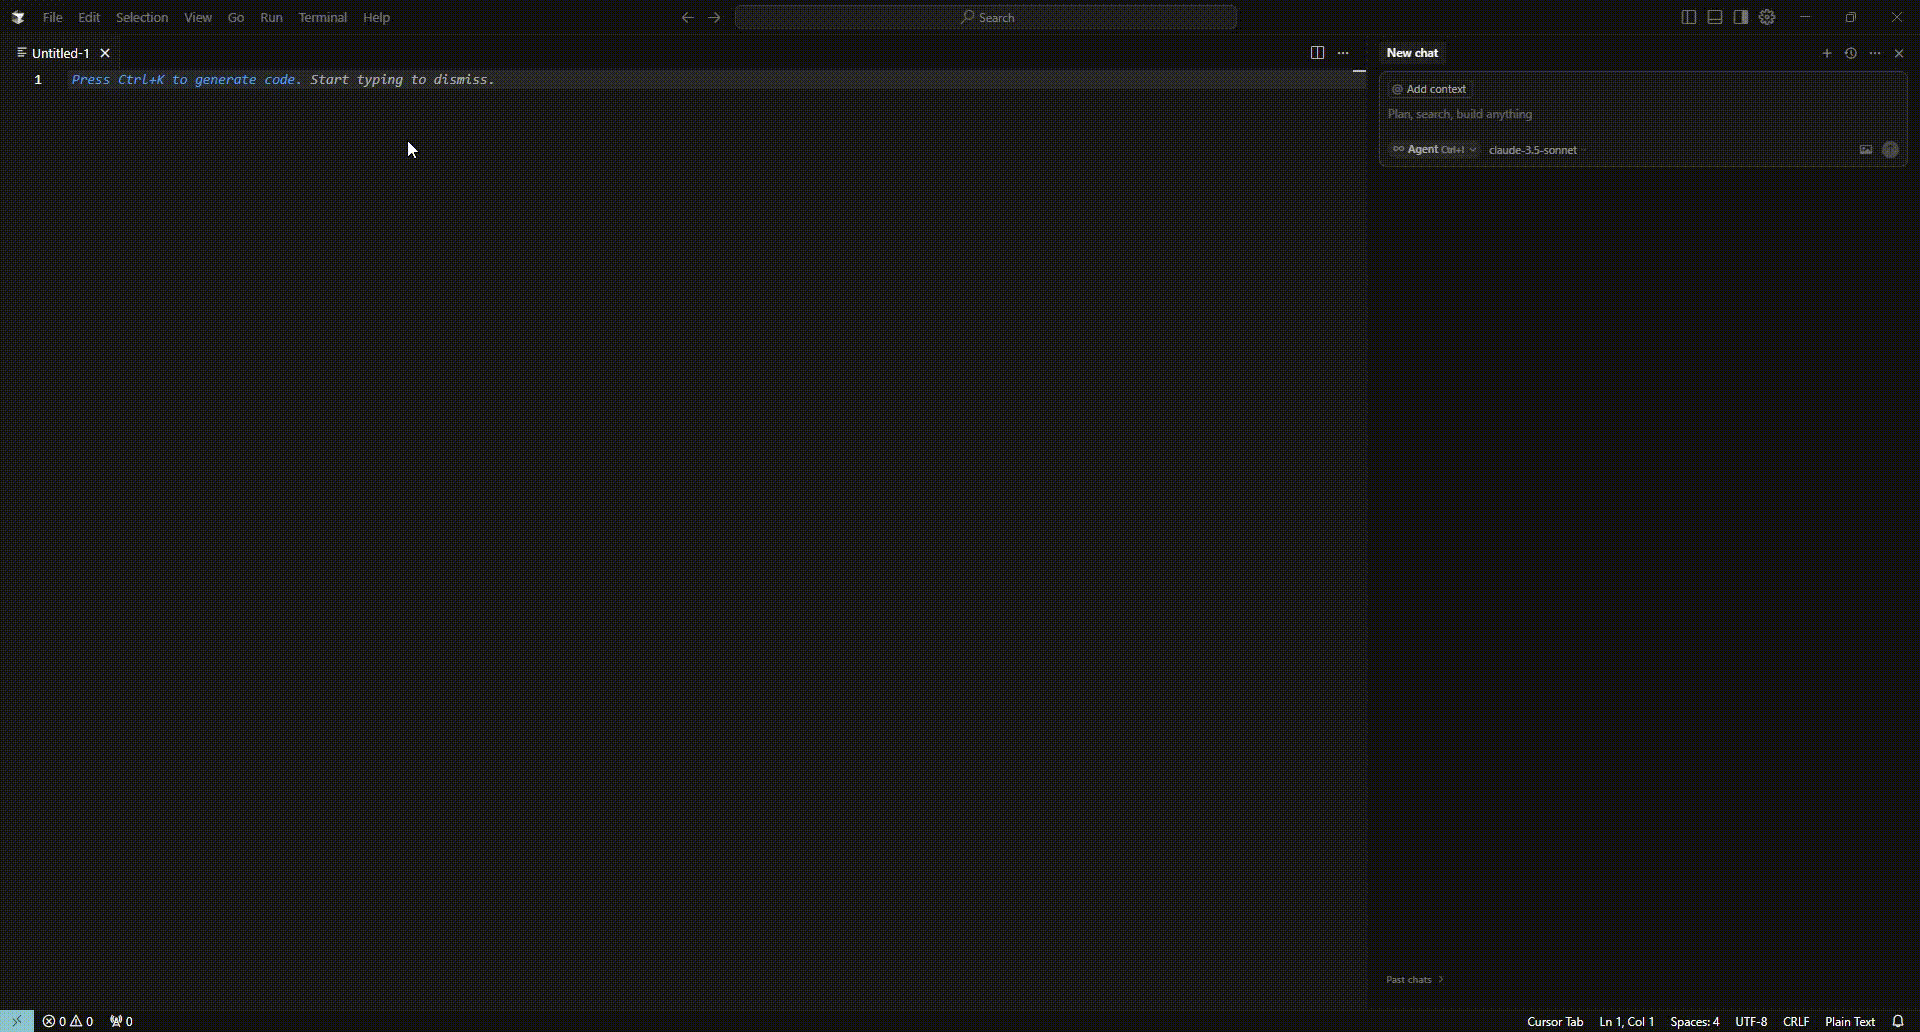 File Edit Selection View Go Run Terminal Help
Search
Untitled-1
1 Press Ctrl+K to generate code. Start typing to dismiss.
New chat
@ Add context
Plan, search, build anything
Agent Ctrl+I claude-3.5-sonnet
Past chats
0 0 0
Cursor Tab Ln 1, Col 1 Spaces: 4 UTF-8 CRLF Plain Text